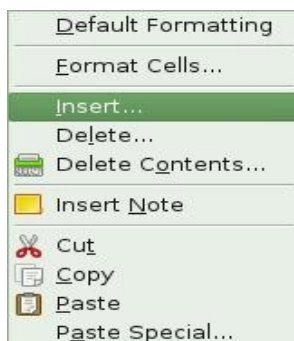 Default Formatting
Format Cells...
Insert...
Delete...
Delete Contents...
Insert Note
Cut
Copy
Paste
Paste Special...